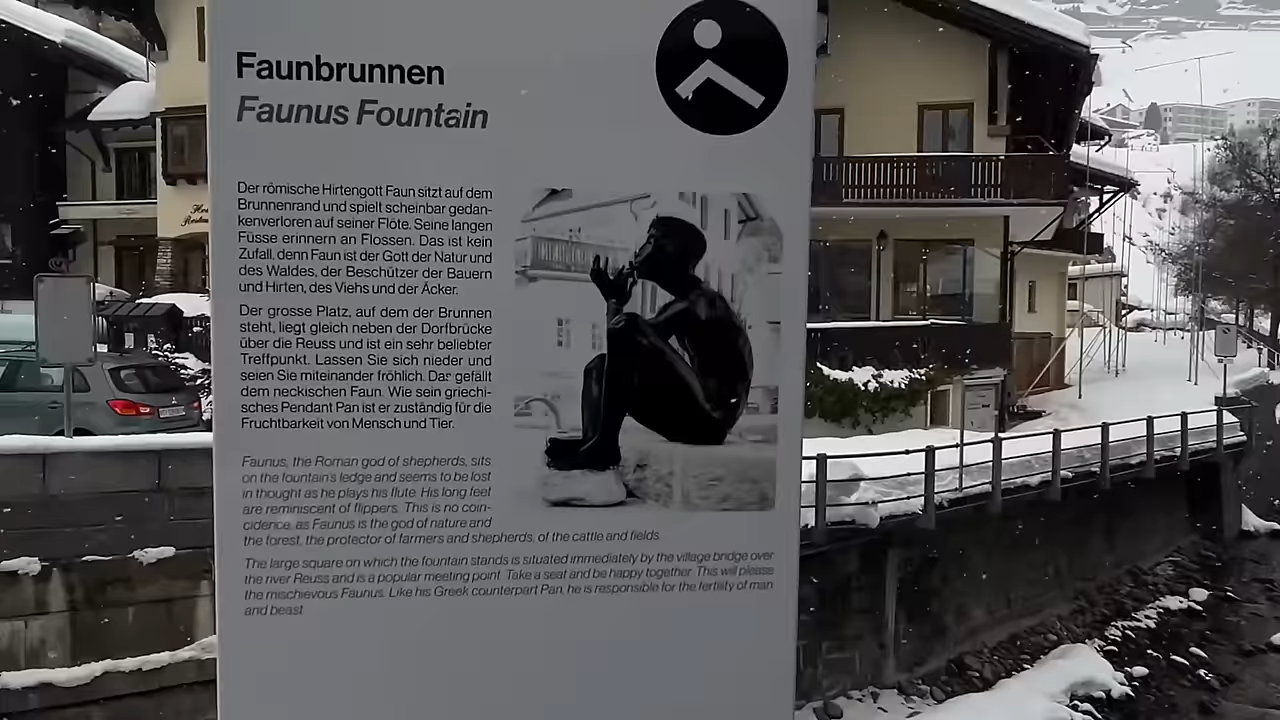 Faunbrunnen
Faunus Fountain
Der römische Hirtengott Faun sitzt auf dem
Brunnenrand und spielt scheinbar gedan-
kenverloren auf seiner Flöte. Seine langen
Füsse erinnern an Flossen. Das ist kein
Zufall, denn Faun ist der Gott der Natur und
des Waldes, der Beschützer der Bauern
und Hirten, des Viehs und der Äcker.
Der grosse Platz, auf dem der Brunnen
steht, liegt gleich neben der Dorfbrücke
über die Reuss und ist ein sehr beliebter
Treffpunkt. Lassen Sie sich nieder und
seien Sie miteinander fröhlich. Das gefällt
dem neckischen Faun. Wie sein griechi-
sches Pendant Pan ist er zuständig für die
Fruchtbarkeit von Mensch und Tier.
Faunus, the Roman god of shepherds, sits
on the fountain's ledge and seems to be lost
in thought as he plays his flute. His long feet
are reminiscent of flippers. This is no coin-
cidence, as Faunus is the god of nature and
the forest, the protector of farmers and shepherds, of the cattle and fields.
The large square on which the fountain stands is situated immediately by the village bridge over
the river Reuss and is a popular meeting point. Take a seat and be happy together. This will please
the mischievous Faunus. Like his Greek counterpart Pan, he is responsible for the fertility of man
and beast.